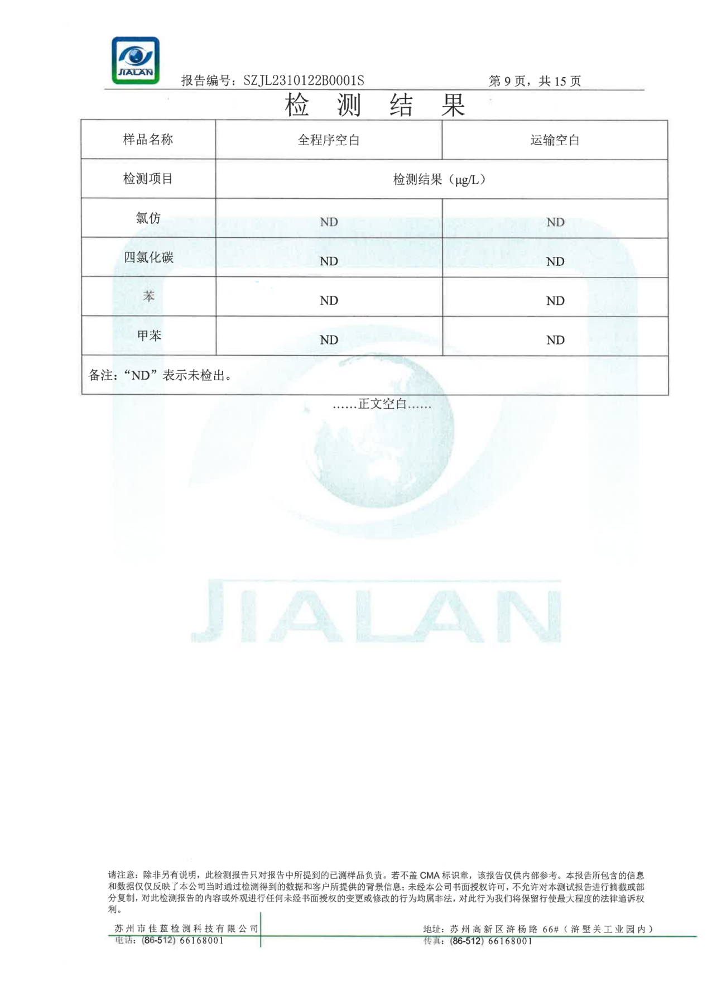 JIALAN
报告编号：SZJL2310122B0001S 第 9 页，共 15 页
检 测 结 果
样品名称 全程序空白 运输空白
检测项目 检测结果（μg/L）
氯仿 ND ND
四氯化碳 ND ND
苯 ND ND
甲苯 ND ND
备注：“ND”表示未检出。
……正文空白……
JIALAN
请注意：除非另有说明，此检测报告只对报告中所提到的已测样品负责。若不盖 CMA 标识章，该报告仅供内部参考。本报告所包含的信息
和数据仅仅反映了本公司当时通过检测得到的数据和客户所提供的背景信息；未经本公司书面授权许可，不允许对本测试报告进行摘截或部
分复制，对此检测报告的内容或外观进行任何未经书面授权的变更或修改的行为均属非法，对此行为我们将保留行使最大程度的法律追诉权
利。
苏州市佳蓝检测科技有限公司 地址：苏州高新区浒杨路 66#（浒墅关工业园内）
电话：(86-512) 66168001 传真：(86-512) 66168001